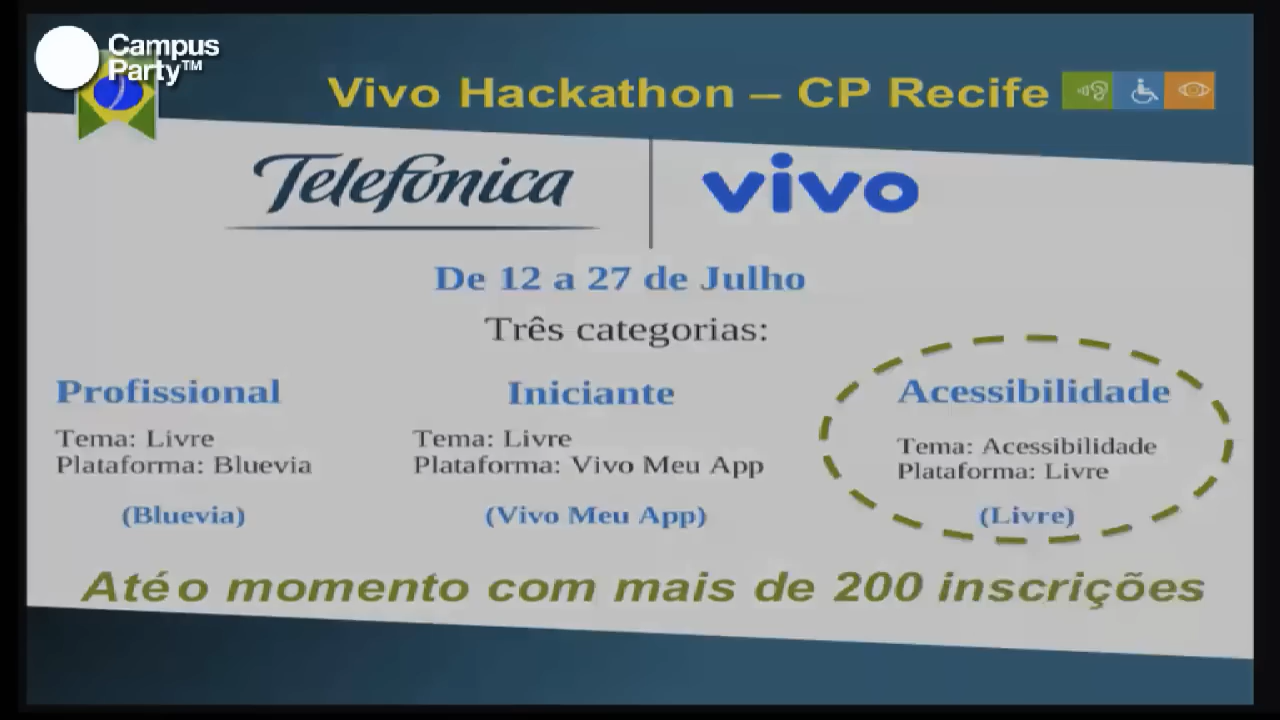 Campus
Party™
Vivo Hackathon – CP Recife
Telefónica
vivo
De 12 a 27 de Julho
Três categorias:
Profissional
Tema: Livre
Plataforma: Bluevia
(Bluevia)
Iniciante
Tema: Livre
Plataforma: Vivo Meu App
(Vivo Meu App)
Acessibilidade
Tema: Acessibilidade
Plataforma: Livre
(Livre)
Até o momento com mais de 200 inscrições